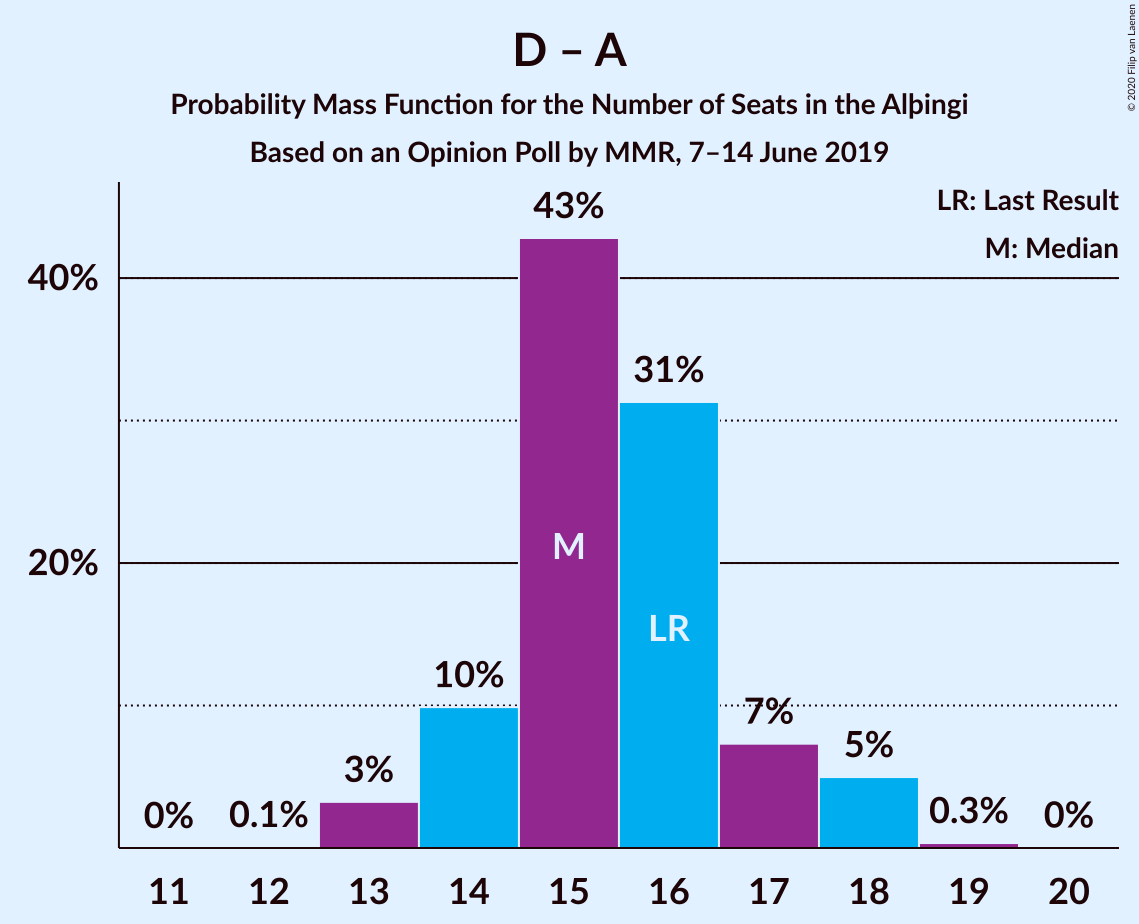 D – A
Probability Mass Function for the Number of Seats in the Alþingi
Based on an Opinion Poll by MMR, 7–14 June 2019
© 2020 Filip van Laenen
LR: Last Result
M: Median
40%
20%
0%
0.1%
3%
10%
43%
31%
7%
5%
0.3%
0%
M
LR
11 12 13 14 15 16 17 18 19 20